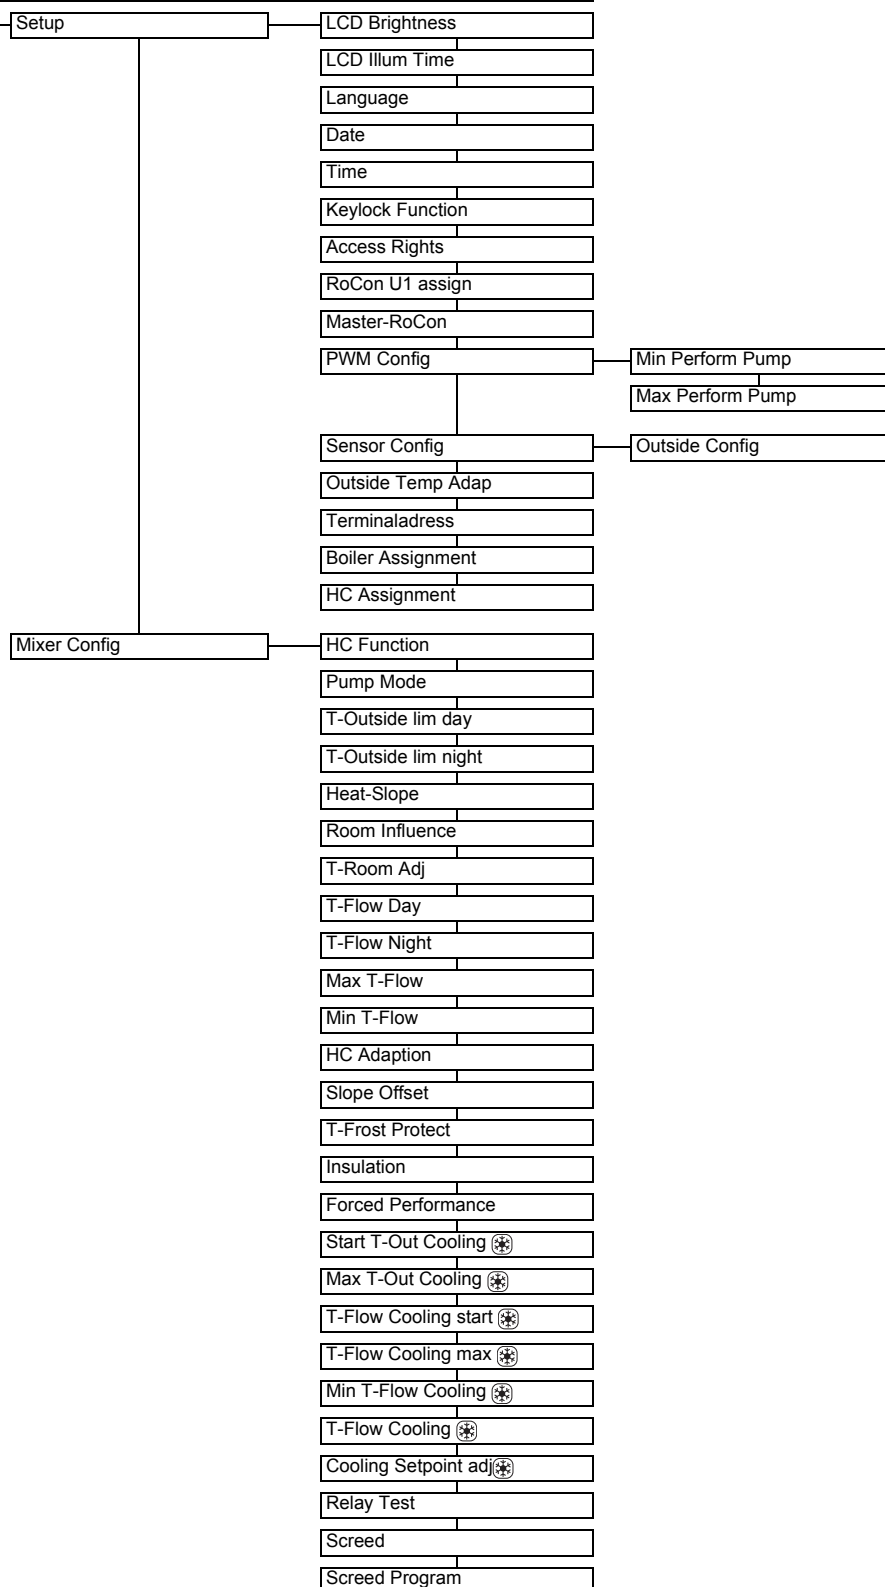 Setup
LCD Brightness
LCD Illum Time
Language
Date
Time
Keylock Function
Access Rights
RoCon U1 assign
Master-RoCon
PWM Config
Min Perform Pump
Max Perform Pump
Sensor Config
Outside Config
Outside Temp Adap
Terminaladress
Boiler Assignment
HC Assignment
Mixer Config
HC Function
Pump Mode
T-Outside lim day
T-Outside lim night
Heat-Slope
Room Influence
T-Room Adj
T-Flow Day
T-Flow Night
Max T-Flow
Min T-Flow
HC Adaption
Slope Offset
T-Frost Protect
Insulation
Forced Performance
Start T-Out Cooling
Max T-Out Cooling
T-Flow Cooling start
T-Flow Cooling max
Min T-Flow Cooling
T-Flow Cooling
Cooling Setpoint adj
Relay Test
Screed
Screed Program